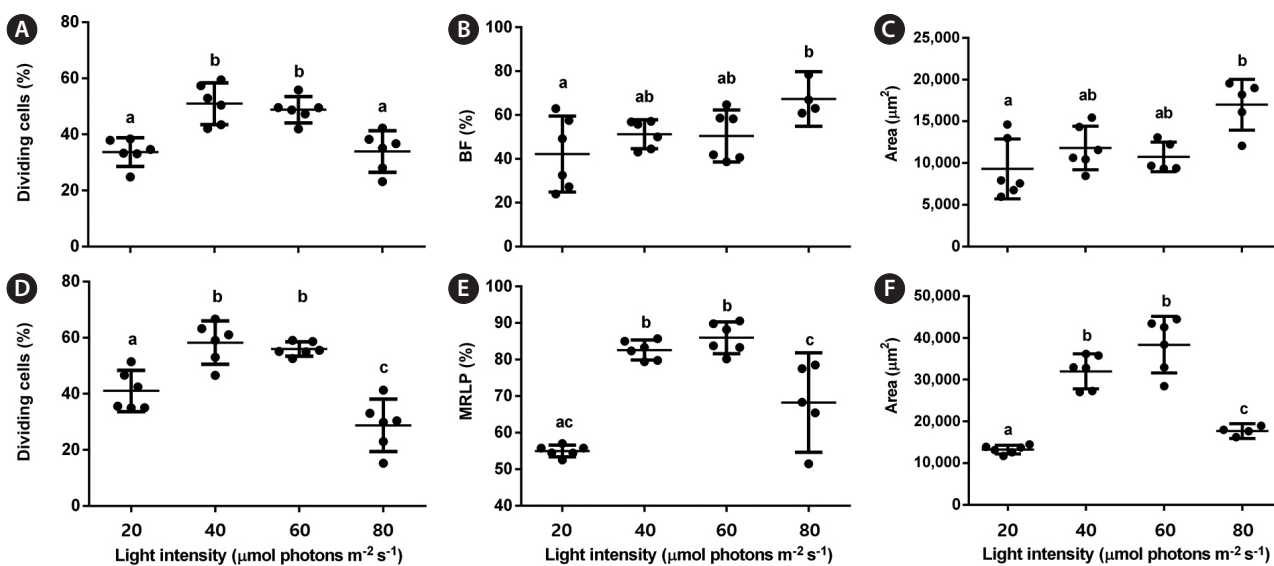 A
Dividing cells (%)
80
60
40
20
0
a
b
b
a
B
BF (%)
100
80
60
40
20
0
a
ab
ab
b
C
Area (μm²)
25,000
20,000
15,000
10,000
5,000
0
a
ab
ab
b
D
Dividing cells (%)
80
60
40
20
0
a
b
b
c
20 40 60 80
Light intensity (μmol photons m⁻² s⁻¹)
E
MRLP (%)
100
90
80
70
60
50
40
ac
b
b
c
20 40 60 80
Light intensity (μmol photons m⁻² s⁻¹)
F
Area (μm²)
50,000
40,000
30,000
20,000
10,000
0
a
b
b
c
20 40 60 80
Light intensity (μmol photons m⁻² s⁻¹)